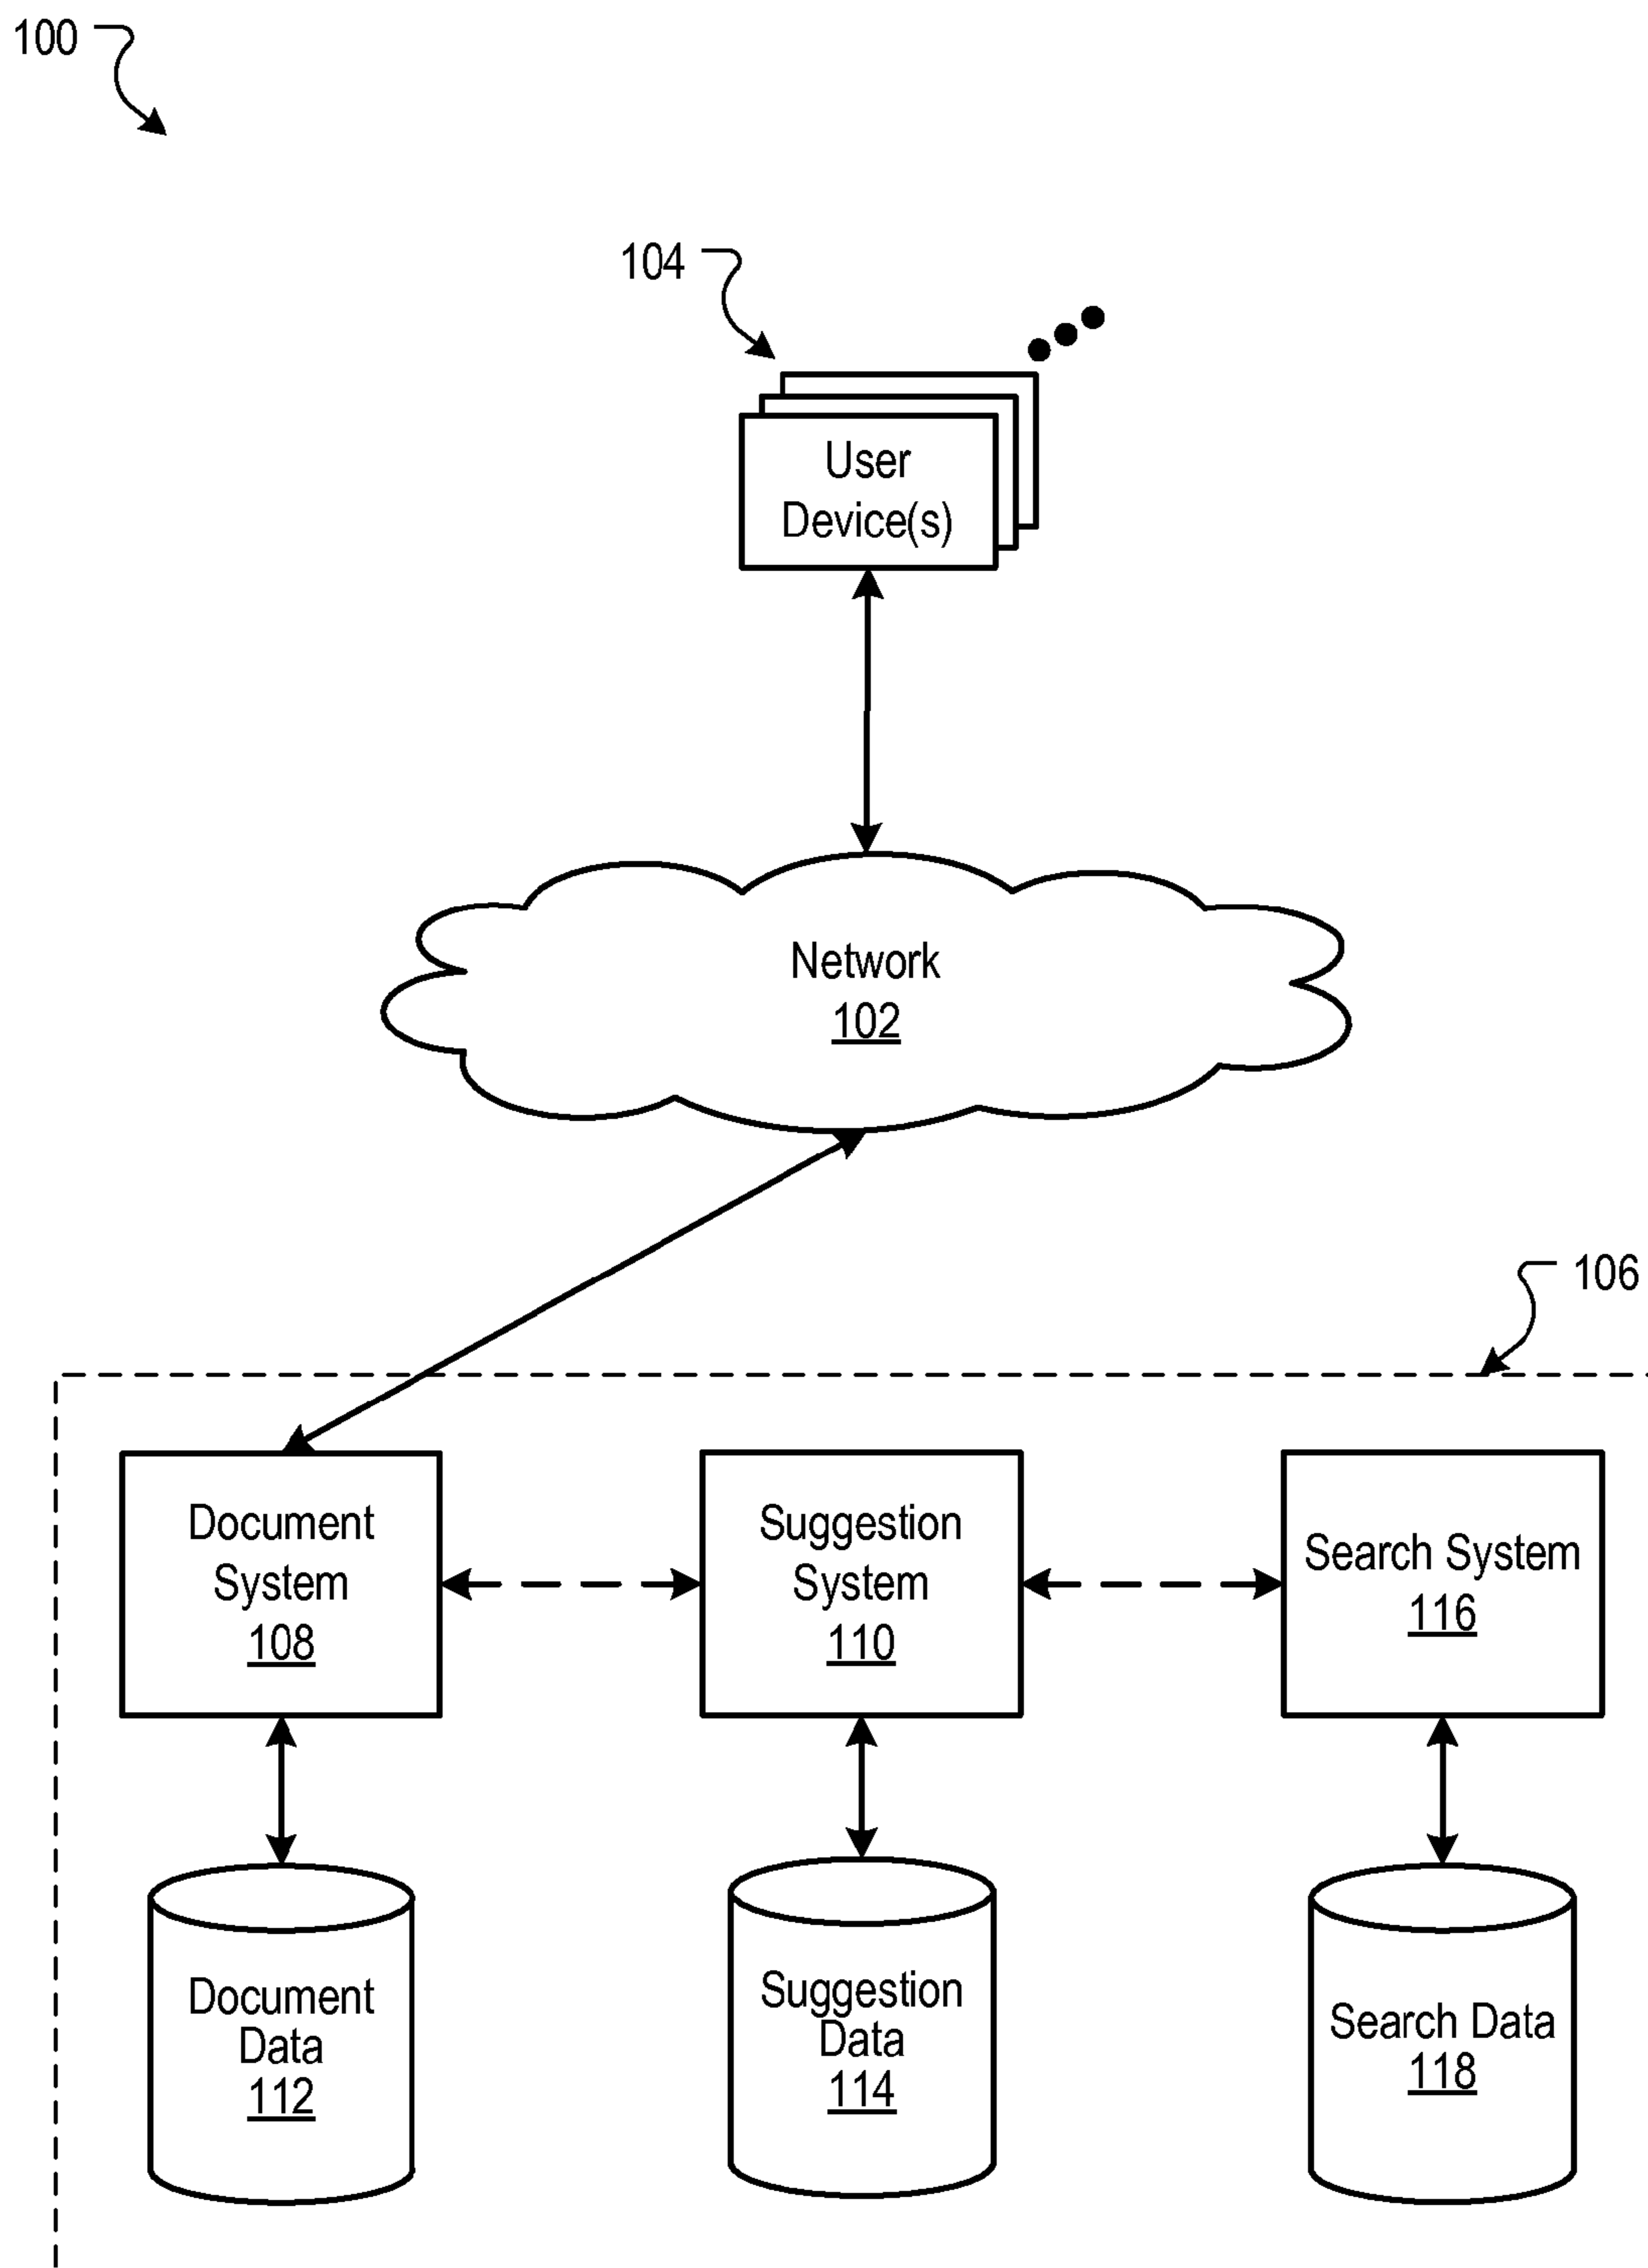 100
104
User
Device(s)
Network
102
106
Document
System
108
Suggestion
System
110
Search System
116
Document
Data
112
Suggestion
Data
114
Search Data
118